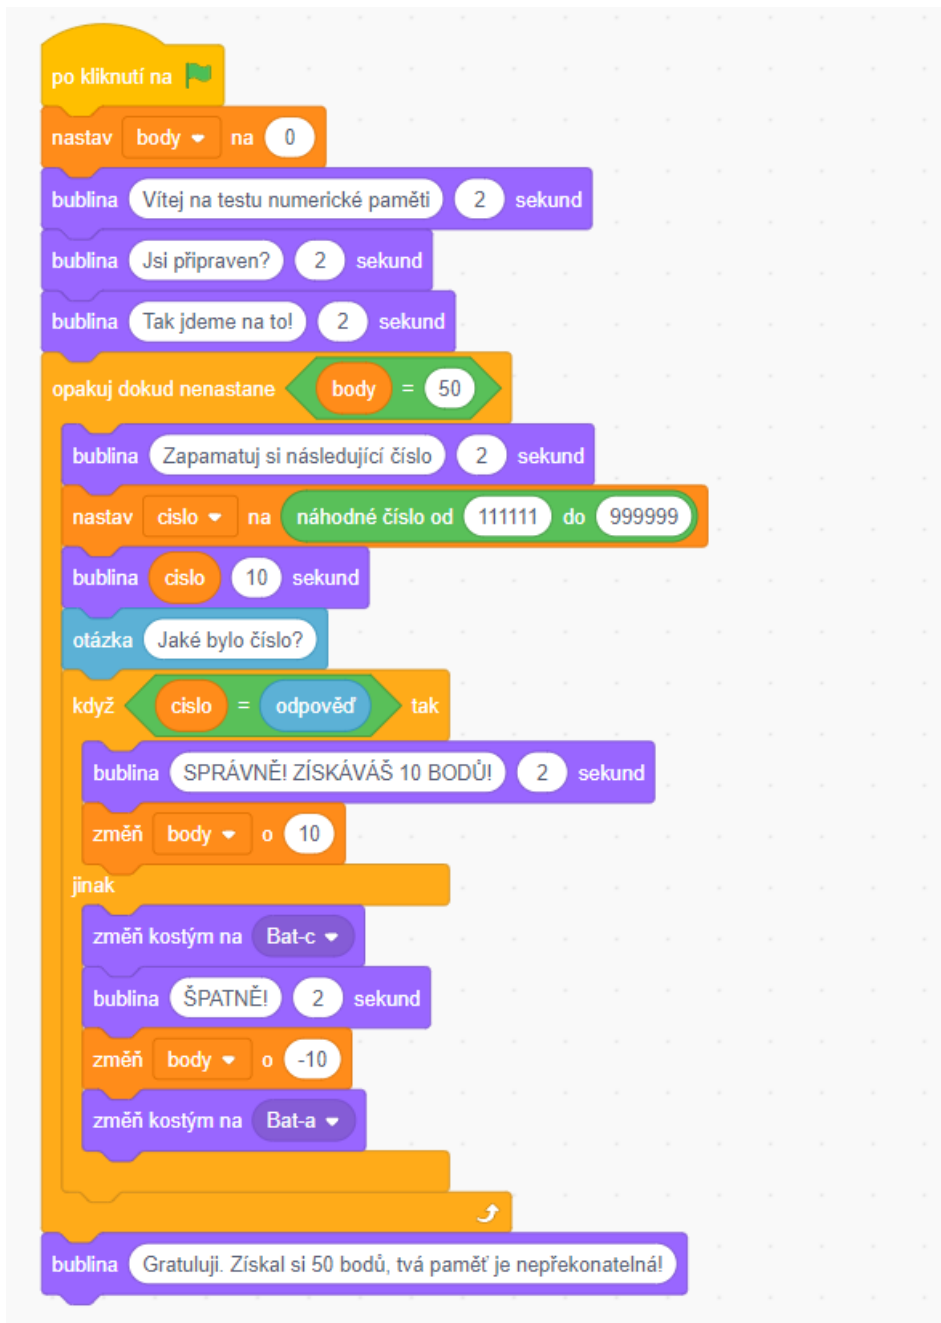 po kliknutí na
nastav body na 0
bublina Vítej na testu numerické paměti 2 sekund
bublina Jsi připraven? 2 sekund
bublina Tak jdeme na to! 2 sekund
opakuj dokud nenastane body = 50
bublina Zapamatuj si následující číslo 2 sekund
nastav cislo na náhodné číslo od 111111 do 999999
bublina cislo 10 sekund
otázka Jaké bylo číslo?
když cislo = odpověď tak
bublina SPRÁVNĚ! ZÍSKÁVÁŠ 10 BODŮ! 2 sekund
změň body o 10
jinak
změň kostým na Bat-c
bublina ŠPATNĚ! 2 sekund
změň body o -10
změň kostým na Bat-a
bublina Gratuluji. Získal si 50 bodů, tvá paměť je nepřekonatelná!